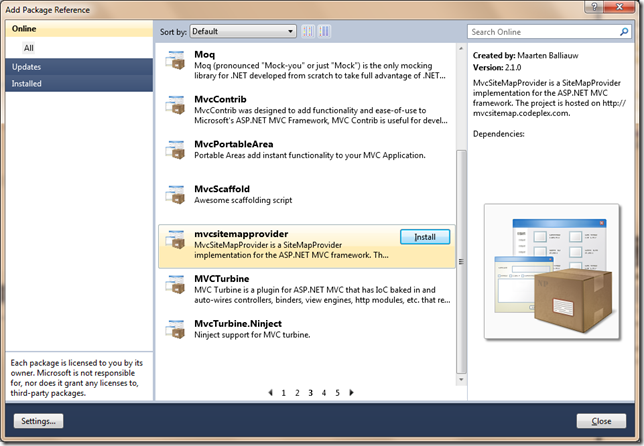 Add Package Reference
Online
All
Updates
Installed
Each package is licensed to you by its
owner. Microsoft is not responsible
for, nor does it grant any licenses to,
third-party packages.
Sort by: Default
Moq
Moq (pronounced "Mock-you" or just "Mock") is the only mocking
library for .NET developed from scratch to take full advantage of .NET...
MvcContrib
MvcContrib was designed to add functionality and ease-of-use to
Microsoft's ASP.NET MVC Framework, MVC Contrib is useful for devel...
MvcPortableArea
Portable Areas add instant functionality to your MVC Application.
MvcScaffold
Awesome scaffolding script
mvcsitemapprovider
Install
MvcSiteMapProvider is a SiteMapProvider
implementation for the ASP.NET MVC framework. Th...
MVCTurbine
MVC Turbine is a plugin for ASP.NET MVC that has IoC baked in and
auto-wires controllers, binders, view engines, http modules, etc. that re...
MvcTurbine.Ninject
Ninject support for MVC turbine.
1 2 3 4 5
Search Online
Created by: Maarten Balliauw
Version: 2.1.0
MvcSiteMapProvider is a SiteMapProvider
implementation for the ASP.NET MVC
framework. The project is hosted on http://
mvcsitemap.codeplex.com.
Dependencies:
Settings...
Close